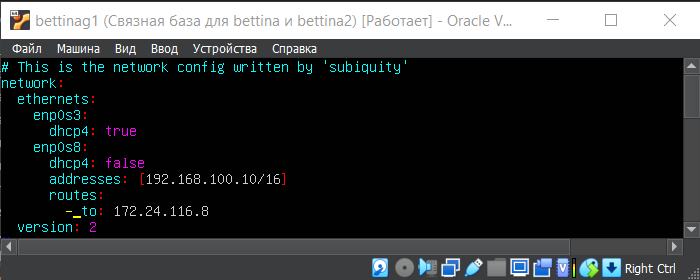 bettinag1 (Связная база для bettina и bettina2) [Работает] - Oracle V...
Файл Машина Вид Ввод Устройства Справка
# This is the network config written by 'subiquity'
network:
  ethernets:
    enp0s3:
      dhcp4: true
    enp0s8:
      dhcp4: false
      addresses: [192.168.100.10/16]
      routes:
        - to: 172.24.116.8
  version: 2
Right Ctrl